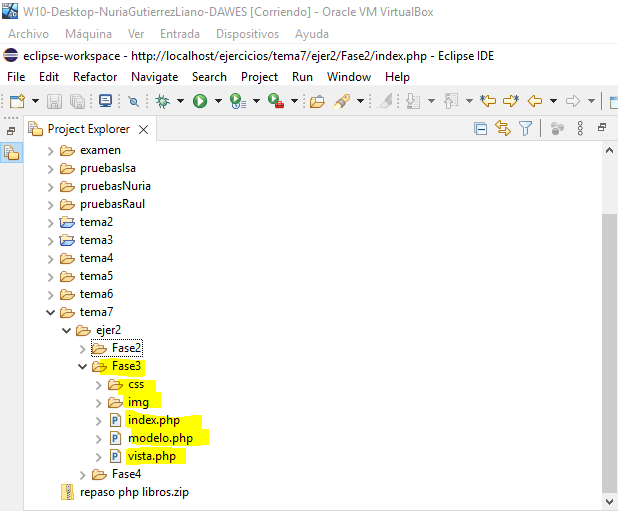 W10-Desktop-NuriaGutierrezLiano-DAWES [Corriendo] - Oracle VM VirtualBox
Archivo Máquina Ver Entrada Dispositivos Ayuda
eclipse-workspace - http://localhost/ejercicios/tema7/ejer2/Fase2/index.php - Eclipse IDE
File Edit Refactor Navigate Search Project Run Window Help
Project Explorer
examen
pruebasIsa
pruebasNuria
pruebasRaul
tema2
tema3
tema4
tema5
tema6
tema7
ejer2
Fase2
Fase3
css
img
index.php
modelo.php
vista.php
Fase4
repaso php libros.zip